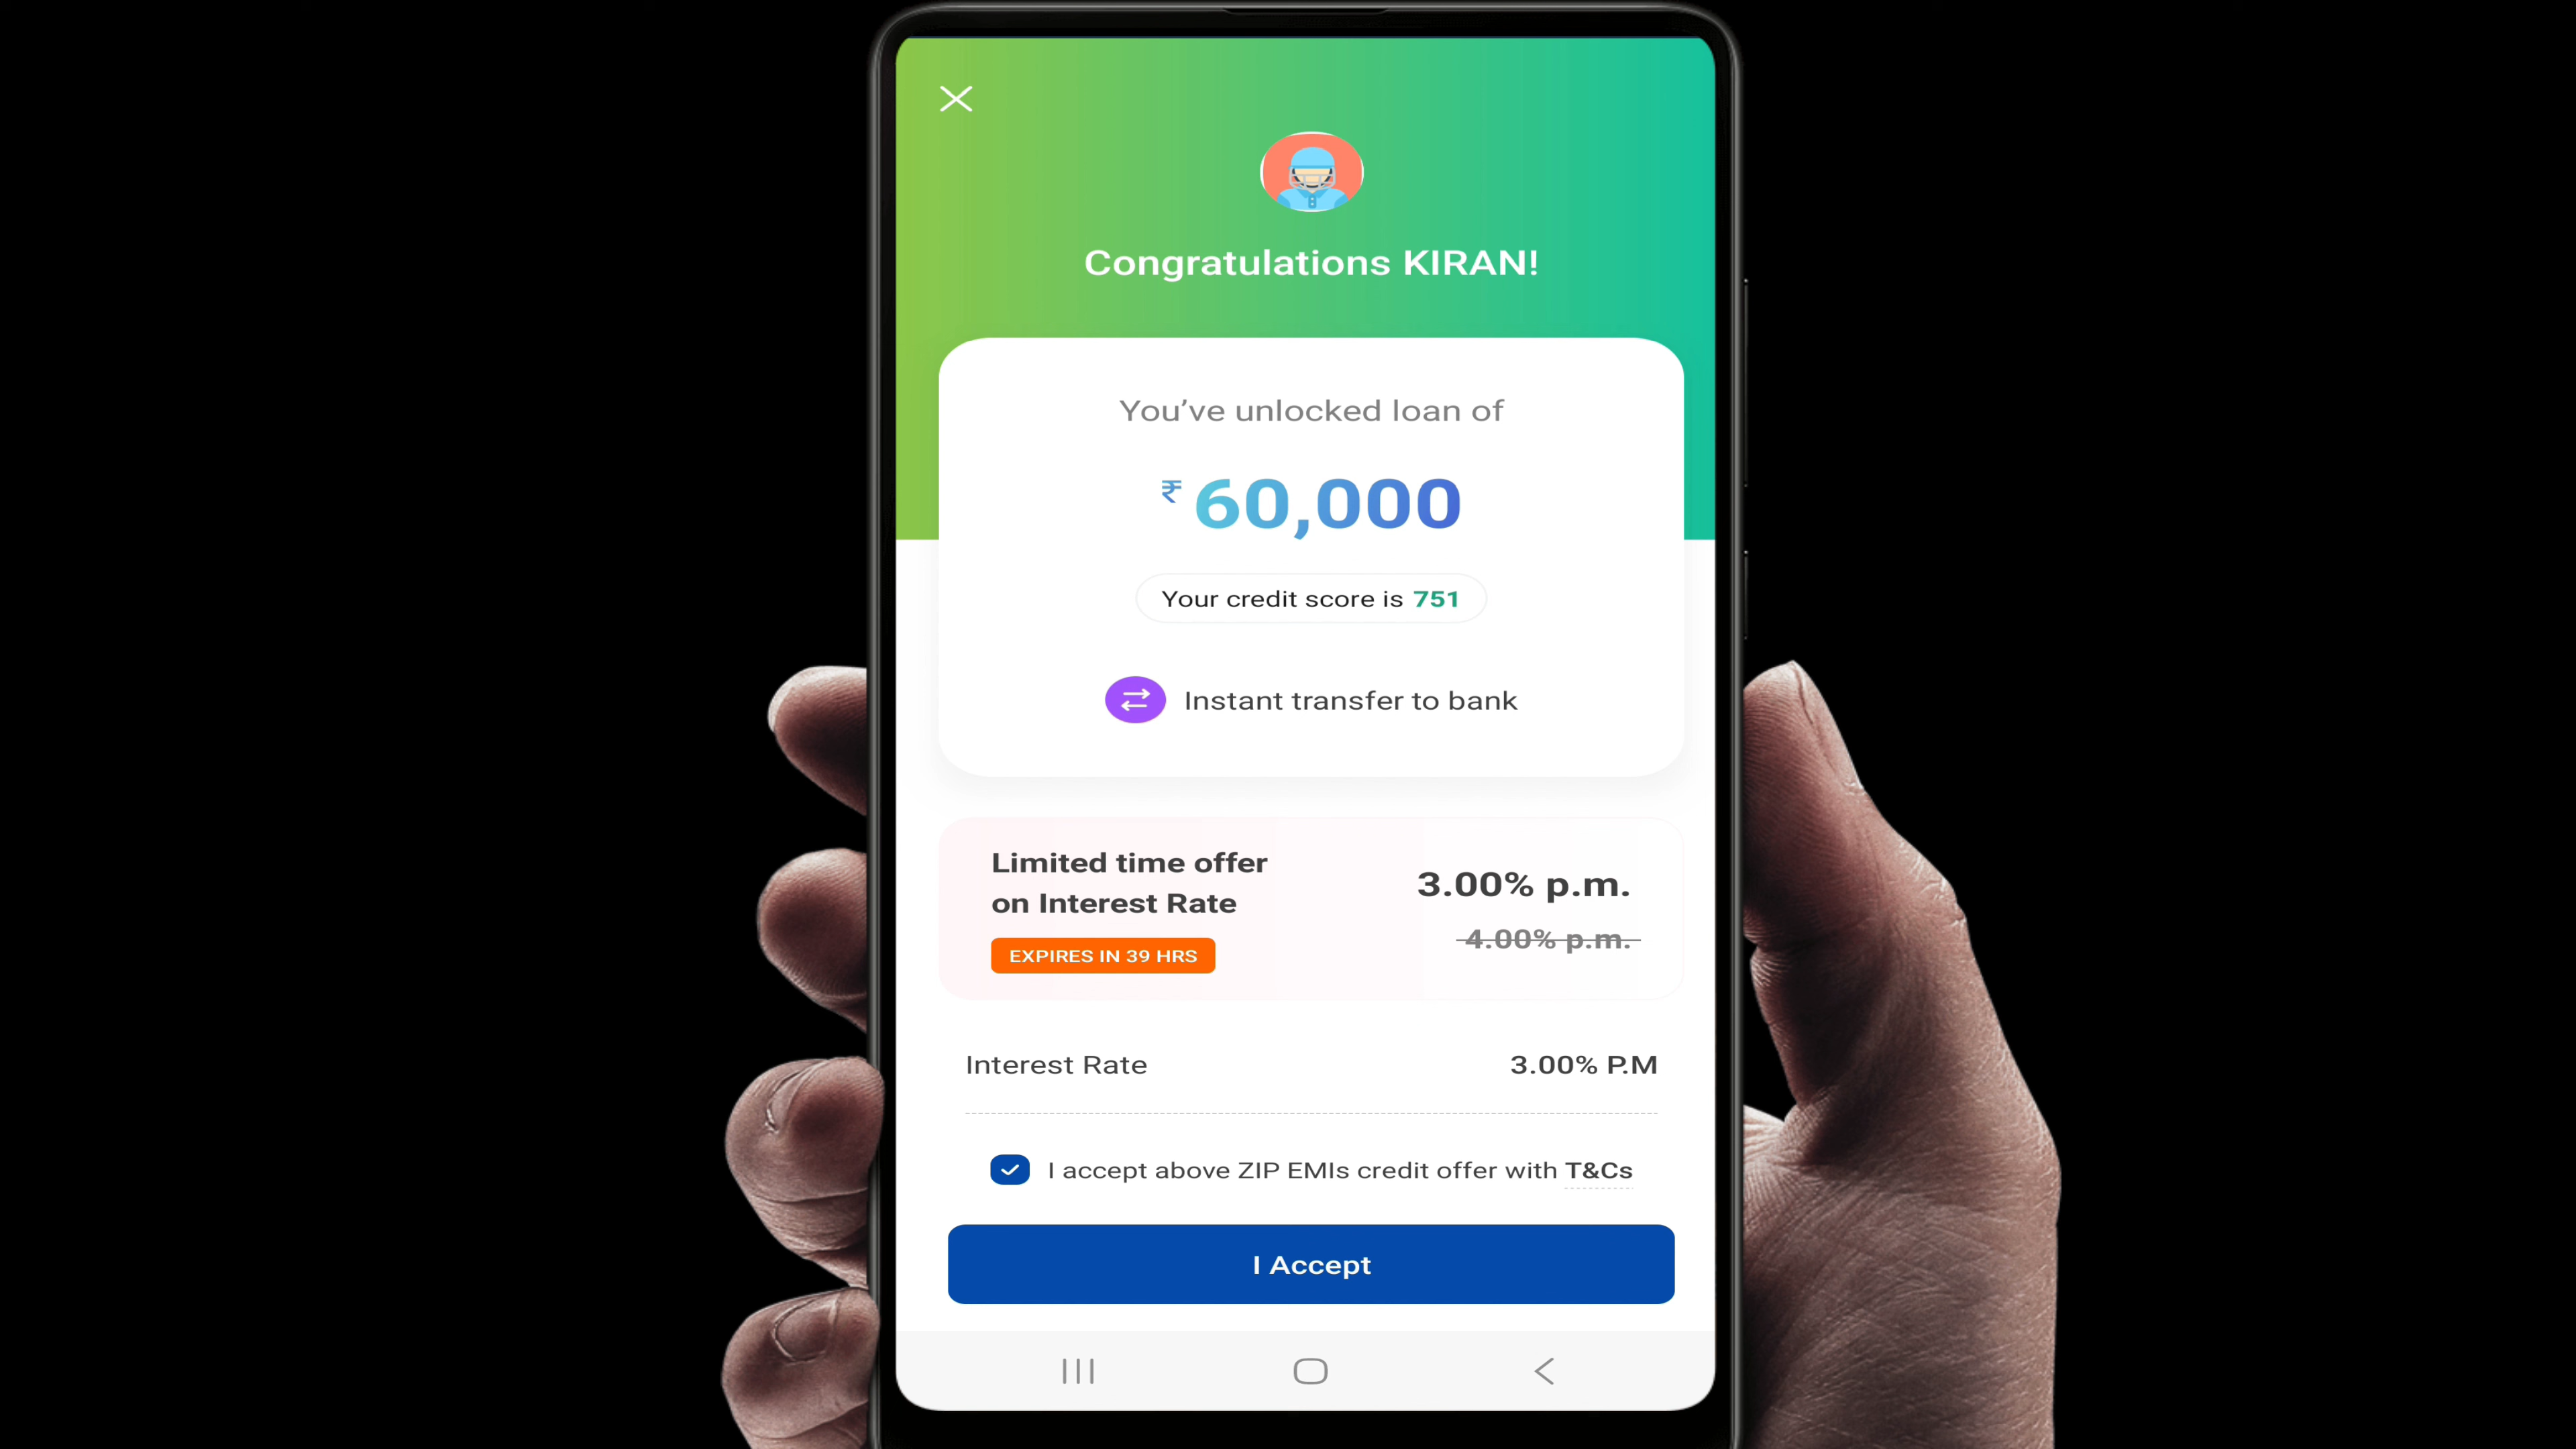 Congratulations KIRAN!
You’ve unlocked loan of
₹ 60,000
Your credit score is 751
Instant transfer to bank
Limited time offer
on Interest Rate
EXPIRES IN 39 HRS
3.00% p.m.
4.00% p.m.
Interest Rate 3.00% P.M
I accept above ZIP EMIs credit offer with T&Cs
I Accept